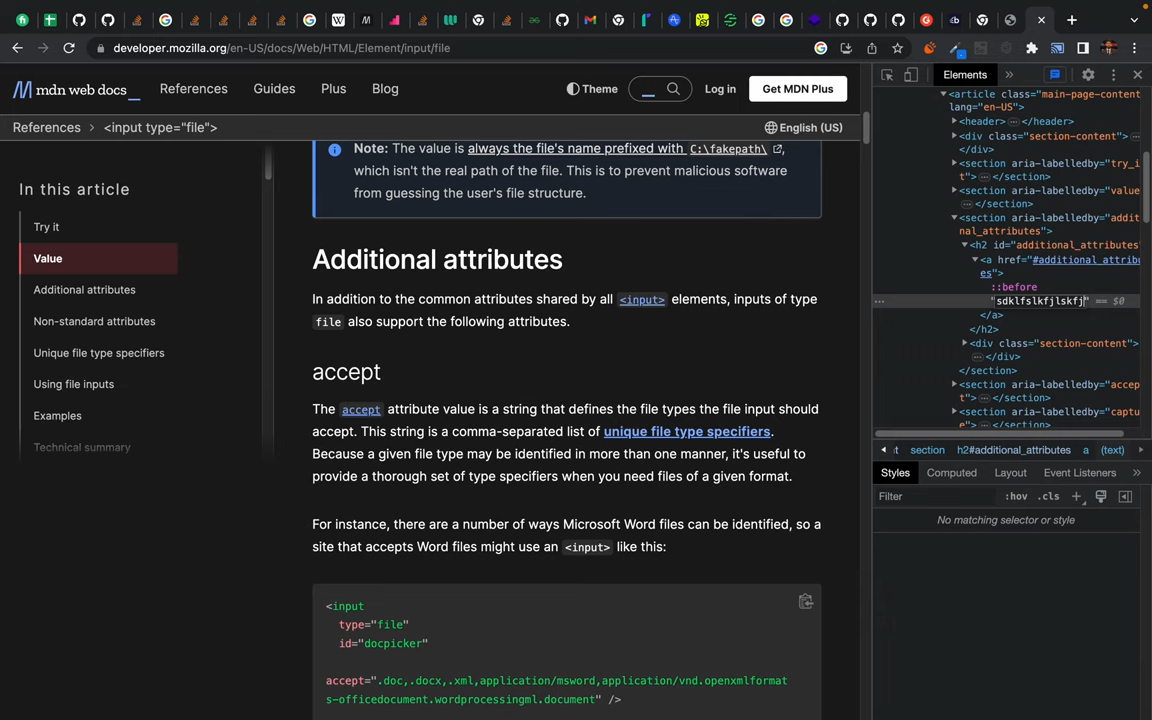 developer.mozilla.org/en-US/docs/Web/HTML/Element/input/file
mdn web docs _
References
Guides
Plus
Blog
Theme
Log in
Get MDN Plus
References > <input type="file">
English (US)
In this article
Try it
Value
Additional attributes
Non-standard attributes
Unique file type specifiers
Using file inputs
Examples
Technical summary
Note: The value is always the file's name prefixed with C:\fakepath\ ,
which isn't the real path of the file. This is to prevent malicious software
from guessing the user's file structure.
Additional attributes
In addition to the common attributes shared by all <input> elements, inputs of type
file also support the following attributes.
accept
The accept attribute value is a string that defines the file types the file input should
accept. This string is a comma-separated list of unique file type specifiers.
Because a given file type may be identified in more than one manner, it's useful to
provide a thorough set of type specifiers when you need files of a given format.
For instance, there are a number of ways Microsoft Word files can be identified, so a
site that accepts Word files might use an <input> like this:
<input
type="file"
id="docpicker"
accept=".doc,.docx,.xml,application/msword,application/vnd.openxmlformat
s-officedocument.wordprocessingml.document" />
Elements »
<article class="main-page-content
lang="en-US">
<header> … </header>
<div class="section-content"> …
</div>
<section aria-labelledby="try_i
t"> … </section>
<section aria-labelledby="value
… </section>
<section aria-labelledby="addit
ional_attributes">
<h2 id="additional_attributes"
<a href="#additional_attribut
es">
::before
"sdklfslkfjlskfj" == $0
</a>
</h2>
<div class="section-content">
… </div>
</section>
<section aria-labelledby="accep
t"> … </section>
<section aria-labelledby="captu
re"> … </section>
section h2#additional_attributes a (text)
Styles Computed Layout Event Listeners »
Filter
:hov .cls +
No matching selector or style